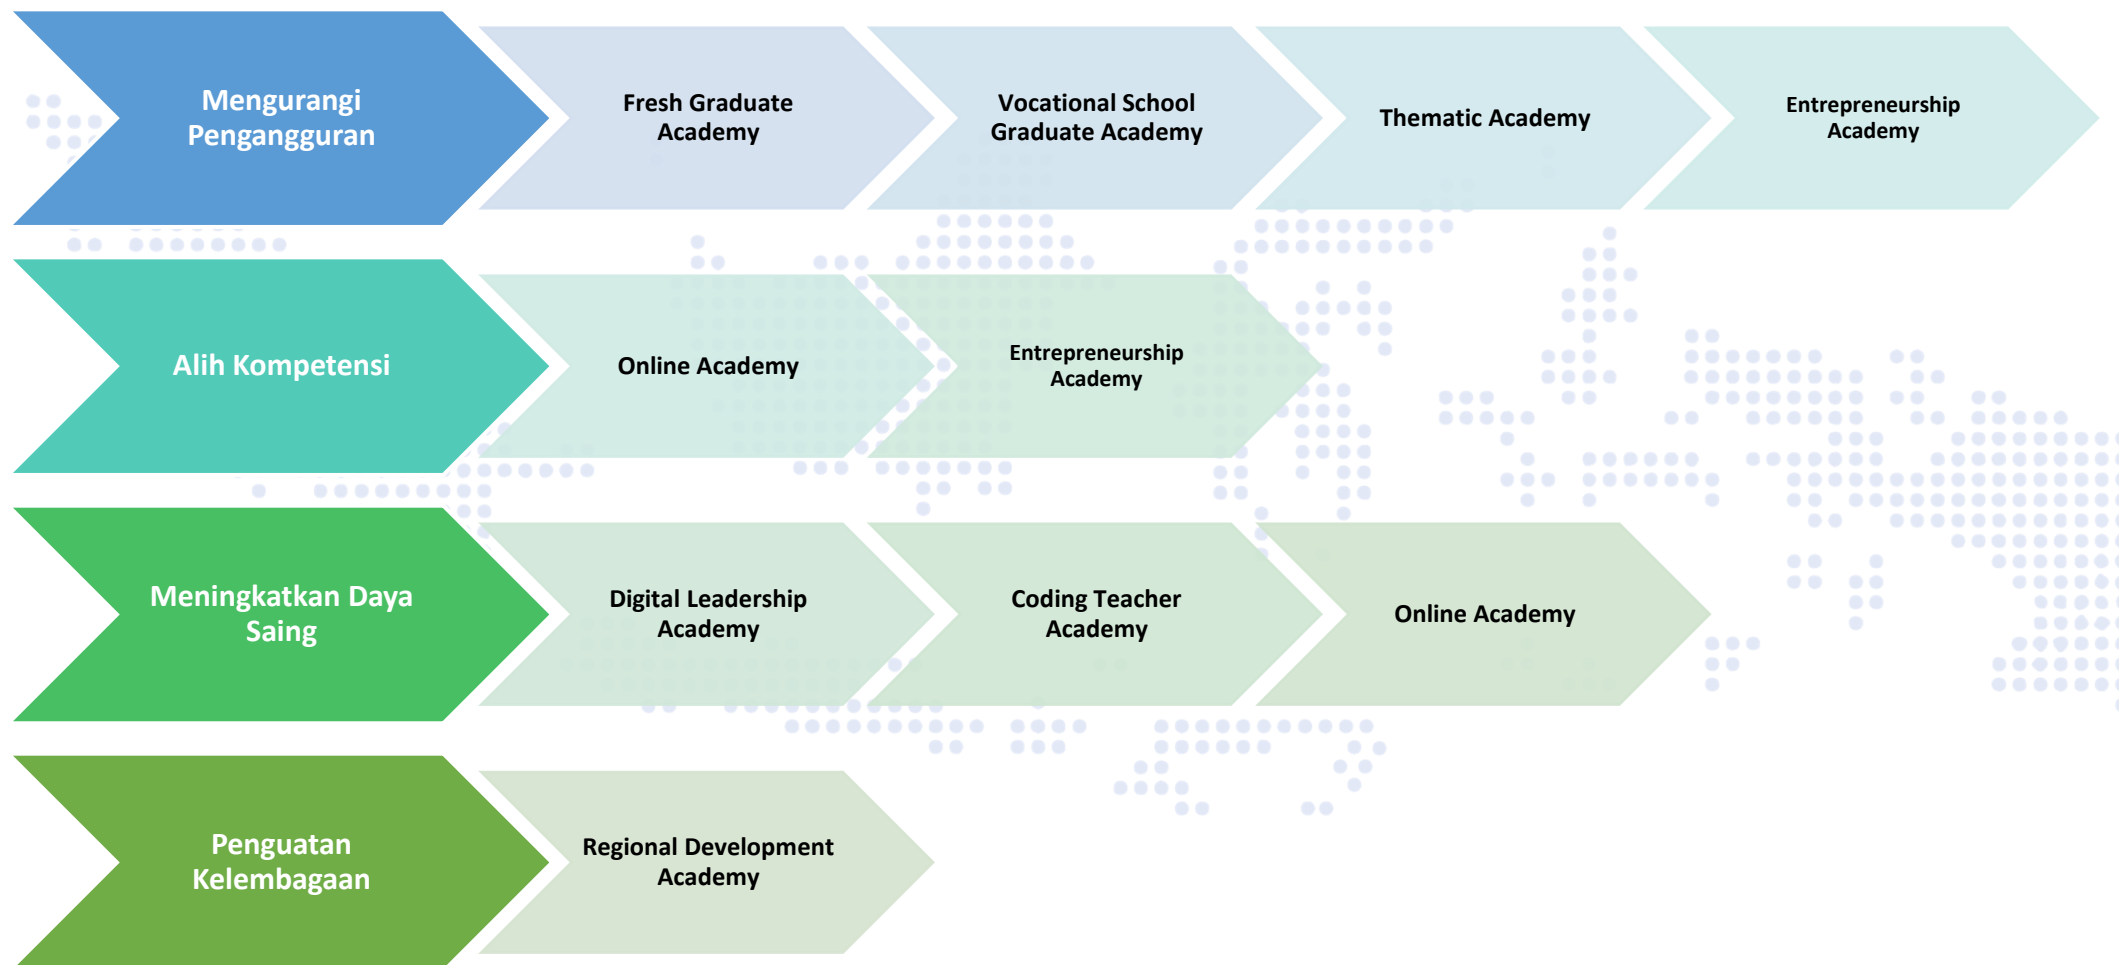 Mengurangi
Pengangguran
Fresh Graduate
Academy
Vocational School
Graduate Academy
Thematic Academy
Entrepreneurship
Academy
Alih Kompetensi
Online Academy
Entrepreneurship
Academy
Meningkatkan Daya
Saing
Digital Leadership
Academy
Coding Teacher
Academy
Online Academy
Penguatan
Kelembagaan
Regional Development
Academy